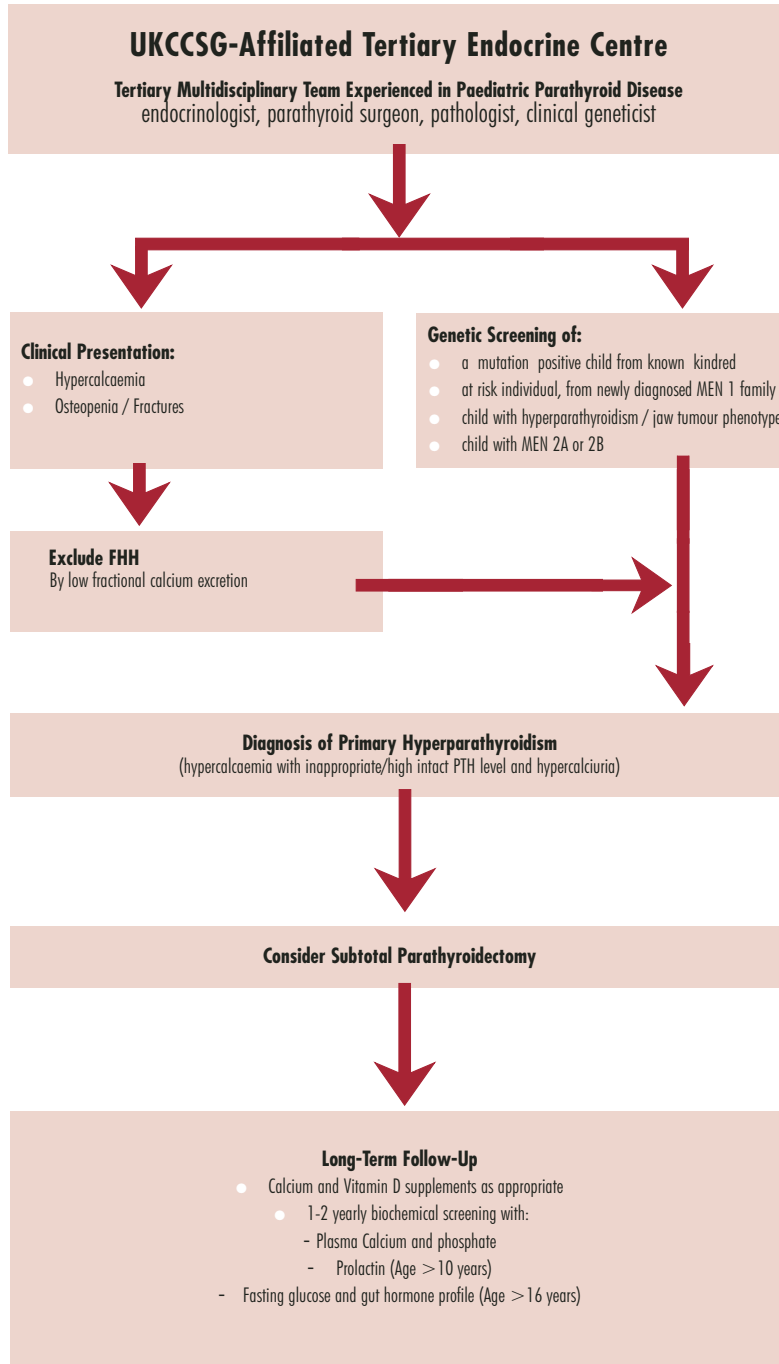 UKCCSG-Affiliated Tertiary Endocrine Centre
Tertiary Multidisciplinary Team Experienced in Paediatric Parathyroid Disease
endocrinologist, parathyroid surgeon, pathologist, clinical geneticist
Clinical Presentation:
Hypercalcaemia
Osteopenia / Fractures
Genetic Screening of:
a mutation positive child from known kindred
at risk individual, from newly diagnosed MEN 1 family
child with hyperparathyroidism / jaw tumour phenotype
child with MEN 2A or 2B
Exclude FHH
By low fractional calcium excretion
Diagnosis of Primary Hyperparathyroidism
(hypercalcaemia with inappropriate/high intact PTH level and hypercalciuria)
Consider Subtotal Parathyroidectomy
Long-Term Follow-Up
Calcium and Vitamin D supplements as appropriate
1-2 yearly biochemical screening with:
- Plasma Calcium and phosphate
- Prolactin (Age >10 years)
- Fasting glucose and gut hormone profile (Age >16 years)